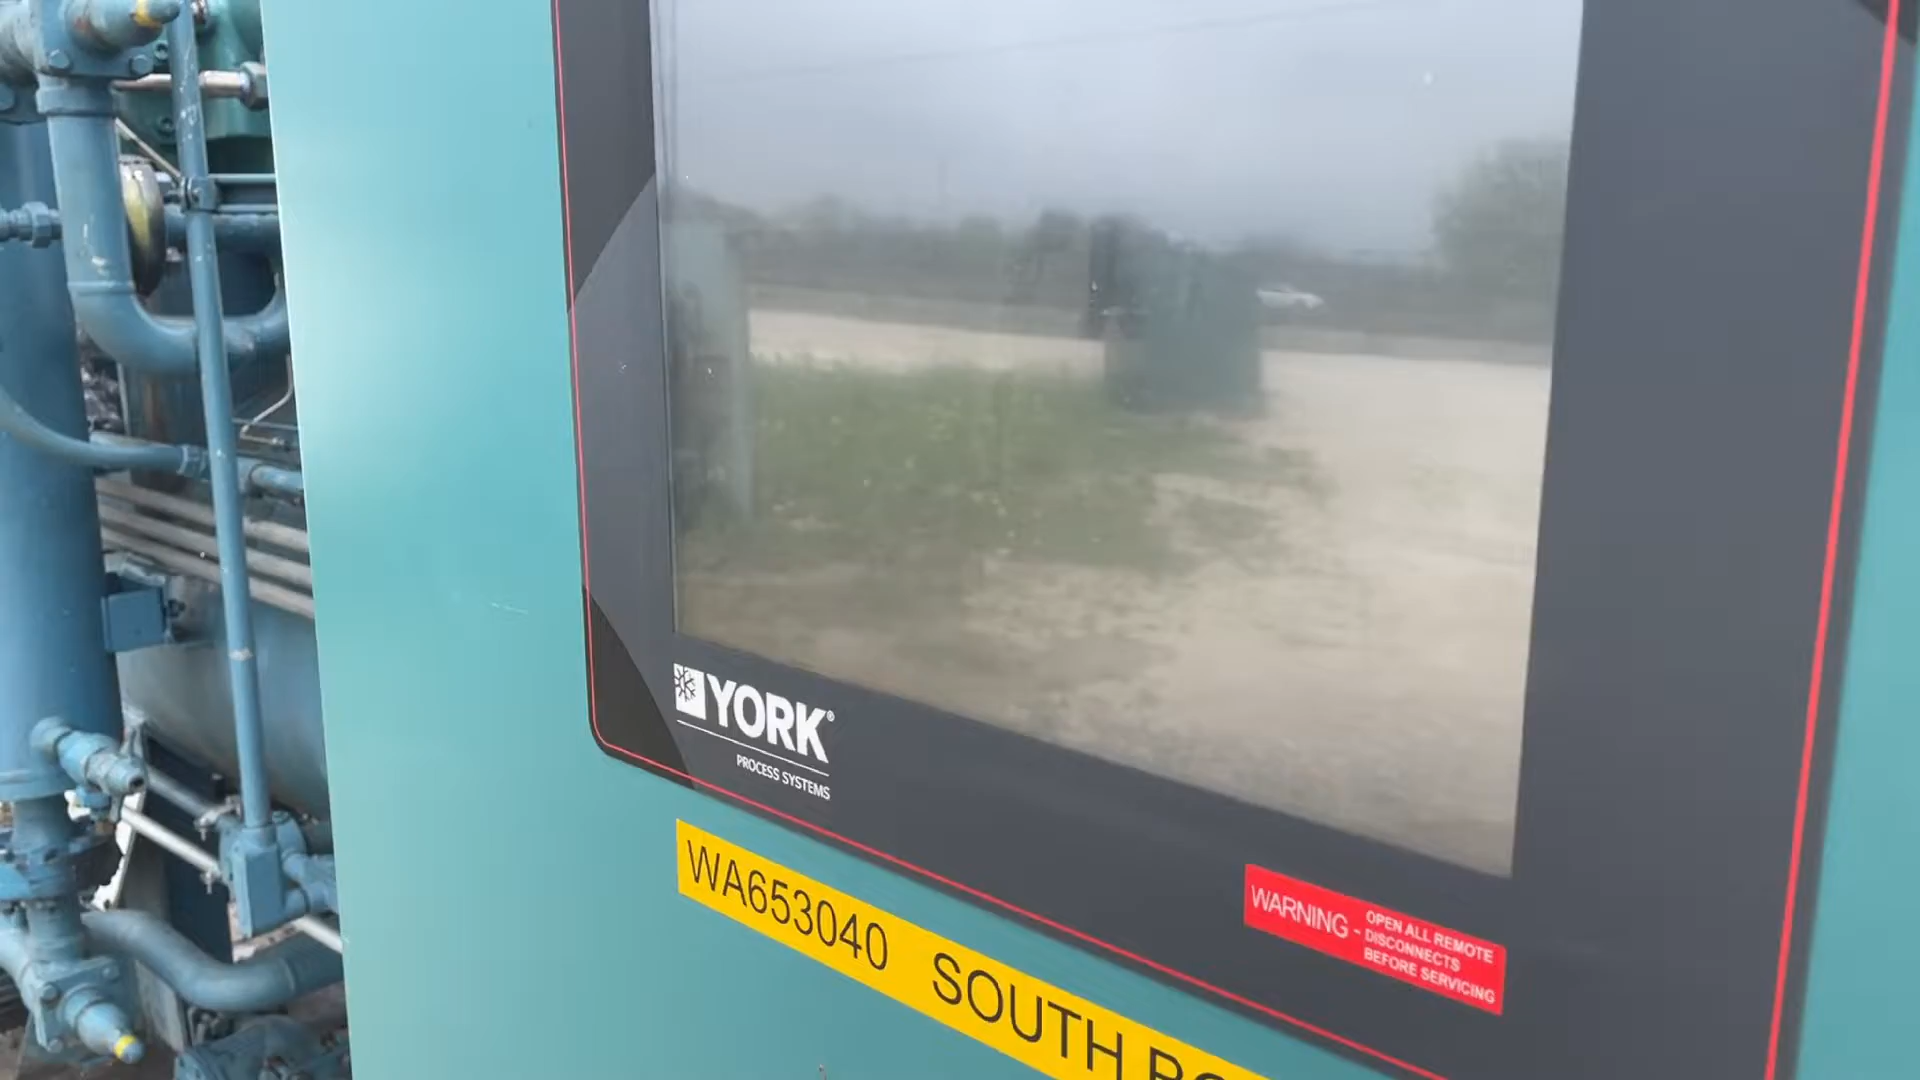 YORK®
PROCESS SYSTEMS
WA653040 SOUTH
WARNING - OPEN ALL REMOTE
DISCONNECTS
BEFORE SERVICING